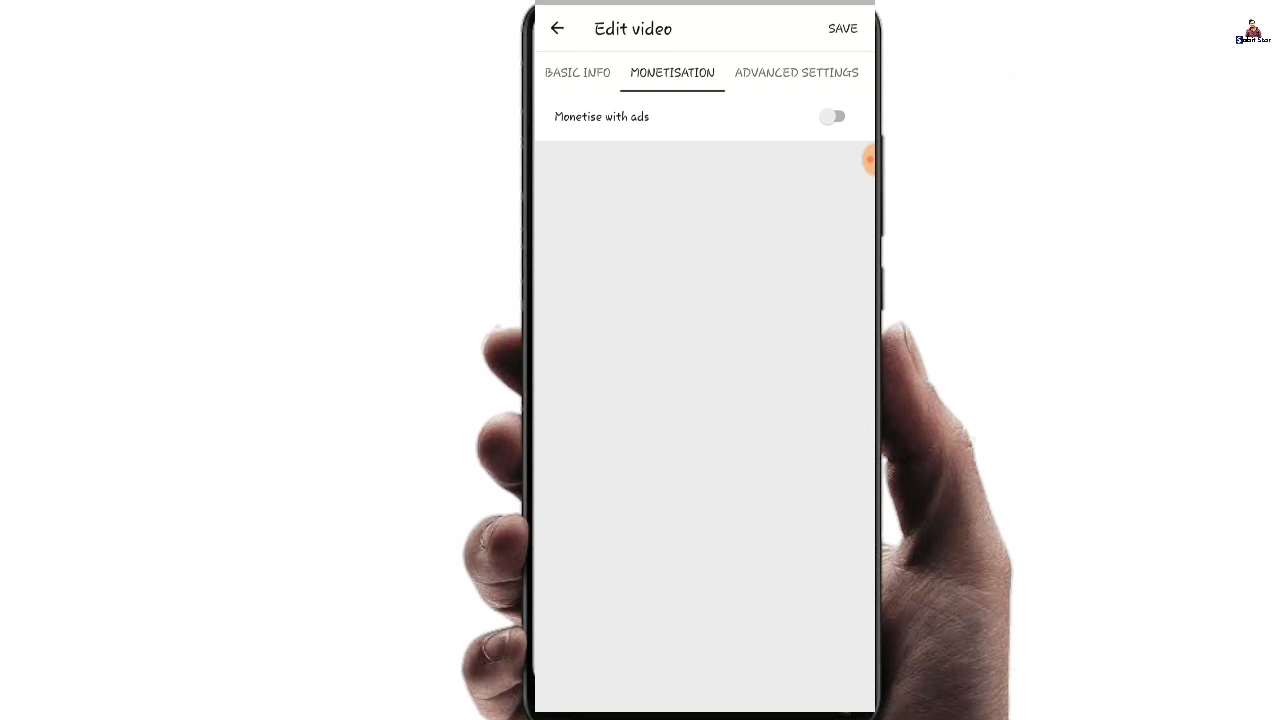 Edit video
SAVE
BASIC INFO
MONETISATION
ADVANCED SETTINGS
Monetise with ads